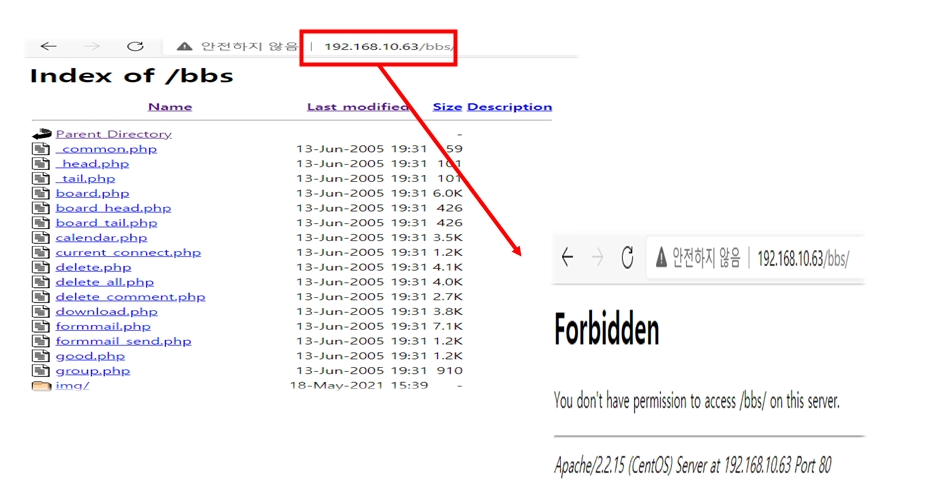 안전하지 않음 | 192.168.10.63/bbs/
Index of /bbs
Name Last modified Size Description
Parent Directory -
_common.php 13-Jun-2005 19:31 59
_head.php 13-Jun-2005 19:31 101
_tail.php 13-Jun-2005 19:31 101
board.php 13-Jun-2005 19:31 6.0K
board_head.php 13-Jun-2005 19:31 426
board_tail.php 13-Jun-2005 19:31 426
calendar.php 13-Jun-2005 19:31 3.5K
current_connect.php 13-Jun-2005 19:31 1.2K
delete.php 13-Jun-2005 19:31 4.1K
delete_all.php 13-Jun-2005 19:31 4.0K
delete_comment.php 13-Jun-2005 19:31 2.7K
download.php 13-Jun-2005 19:31 3.8K
formmail.php 13-Jun-2005 19:31 7.1K
formmail_send.php 13-Jun-2005 19:31 1.2K
good.php 13-Jun-2005 19:31 1.2K
group.php 13-Jun-2005 19:31 910
img/ 18-May-2021 15:39 -
안전하지 않음 | 192.168.10.63/bbs/
Forbidden
You don't have permission to access /bbs/ on this server.
Apache/2.2.15 (CentOS) Server at 192.168.10.63 Port 80